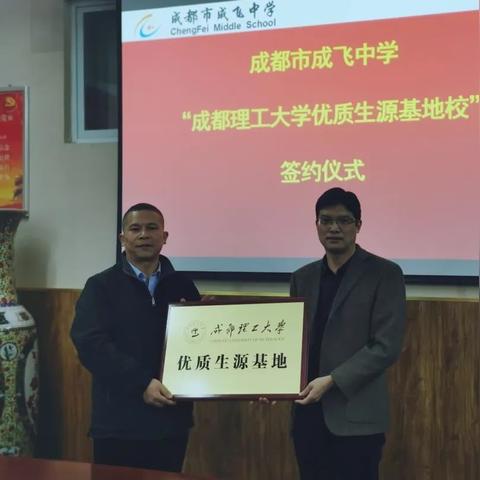 成都市成飞中学
ChengFei Middle School
成都市成飞中学
“成都理工大学优质生源基地校”
签约仪式
成都理工大学
优质生源基地